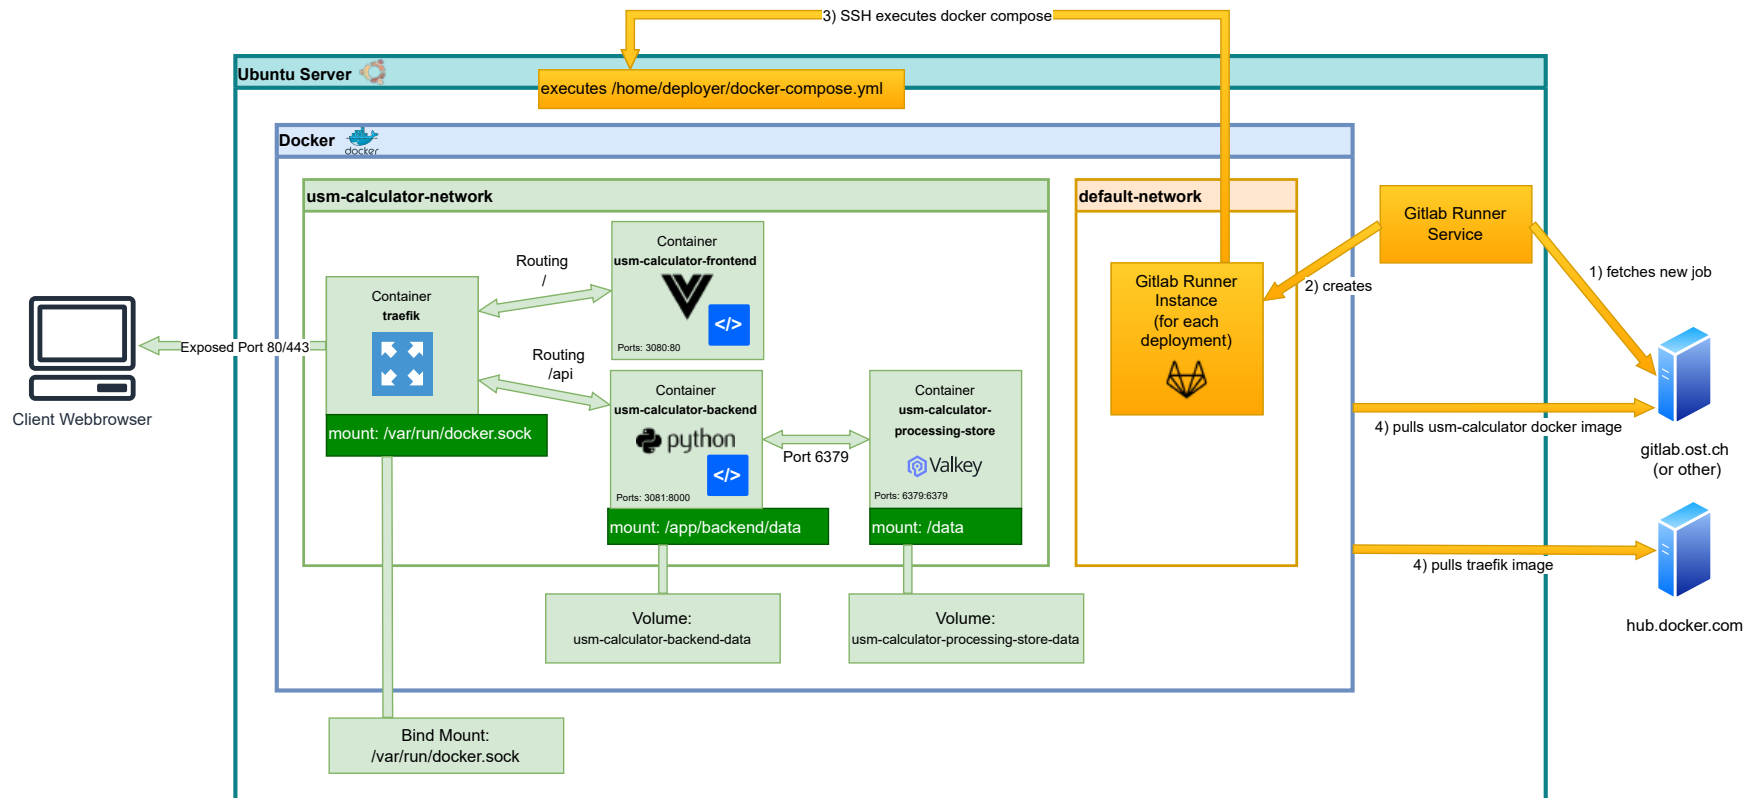 3) SSH executes docker compose
Ubuntu Server
executes /home/deployer/docker-compose.yml
Docker
docker
usm-calculator-network
default-network
Gitlab Runner
Service
Container
usm-calculator-frontend
</>
Ports: 3080:80
Routing
/
Container
traefik
Gitlab Runner
Instance
(for each
deployment)
2) creates
1) fetches new job
Exposed Port 80/443
Client Webbrowser
Routing
/api
mount: /var/run/docker.sock
Container
usm-calculator-backend
python
</>
Ports: 3081:8000
mount: /app/backend/data
Port 6379
Container
usm-calculator-
processing-store
Valkey
Ports: 6379:6379
mount: /data
4) pulls usm-calculator docker image
gitlab.ost.ch
(or other)
4) pulls traefik image
hub.docker.com
Volume:
usm-calculator-backend-data
Volume:
usm-calculator-processing-store-data
Bind Mount:
/var/run/docker.sock